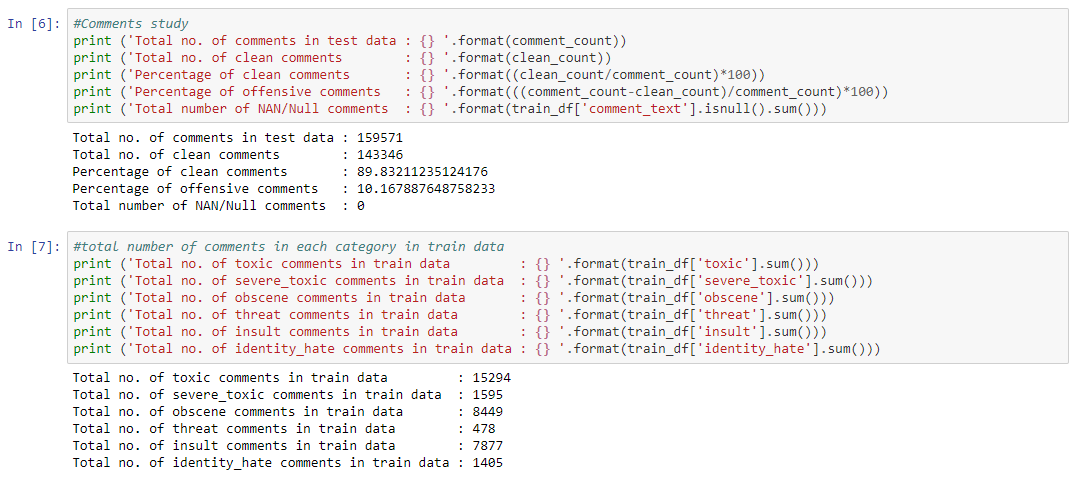 In [6]: #Comments study
print ('Total no. of comments in test data : {} '.format(comment_count))
print ('Total no. of clean comments        : {} '.format(clean_count))
print ('Percentage of clean comments       : {} '.format((clean_count/comment_count)*100))
print ('Percentage of offensive comments   : {} '.format(((comment_count-clean_count)/comment_count)*100))
print ('Total number of NAN/Null comments  : {} '.format(train_df['comment_text'].isnull().sum()))
Total no. of comments in test data : 159571
Total no. of clean comments        : 143346
Percentage of clean comments       : 89.83211235124176
Percentage of offensive comments   : 10.167887648758233
Total number of NAN/Null comments  : 0
In [7]: #total number of comments in each category in train data
print ('Total no. of toxic comments in train data         : {} '.format(train_df['toxic'].sum()))
print ('Total no. of severe_toxic comments in train data  : {} '.format(train_df['severe_toxic'].sum()))
print ('Total no. of obscene comments in train data       : {} '.format(train_df['obscene'].sum()))
print ('Total no. of threat comments in train data        : {} '.format(train_df['threat'].sum()))
print ('Total no. of insult comments in train data        : {} '.format(train_df['insult'].sum()))
print ('Total no. of identity_hate comments in train data : {} '.format(train_df['identity_hate'].sum()))
Total no. of toxic comments in train data         : 15294
Total no. of severe_toxic comments in train data  : 1595
Total no. of obscene comments in train data       : 8449
Total no. of threat comments in train data        : 478
Total no. of insult comments in train data        : 7877
Total no. of identity_hate comments in train data : 1405